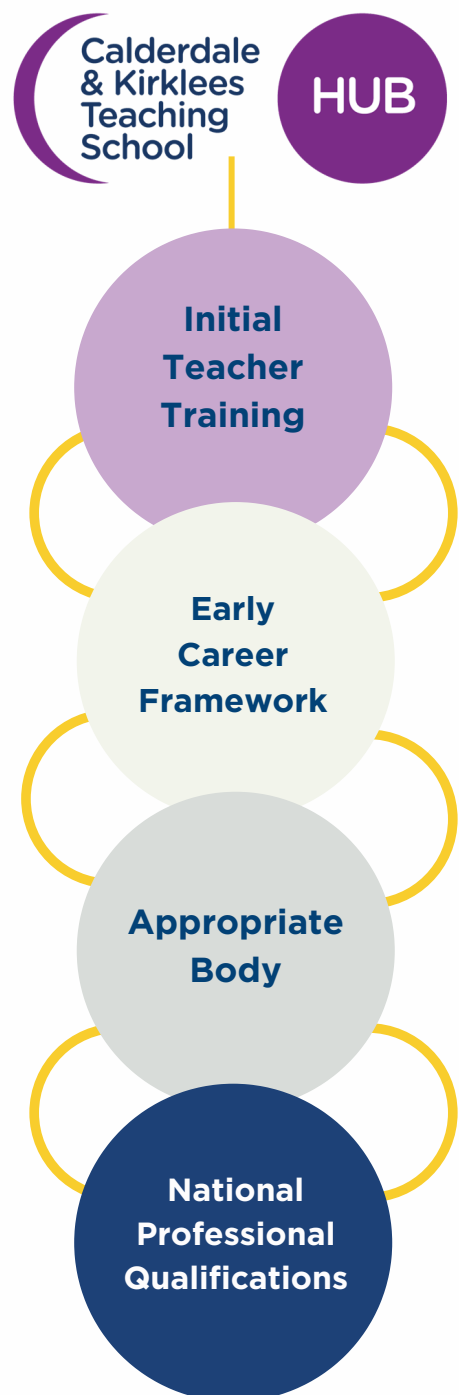 Calderdale
& Kirklees
Teaching
School
HUB
Initial
Teacher
Training
Early
Career
Framework
Appropriate
Body
National
Professional
Qualifications